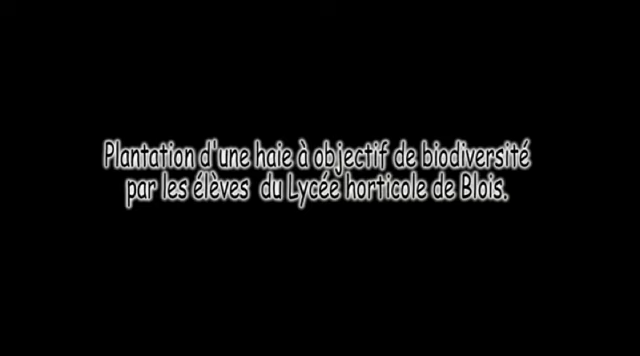 Plantation d'une haie à objectif de biodiversité
par les élèves du Lycée horticole de Blois.